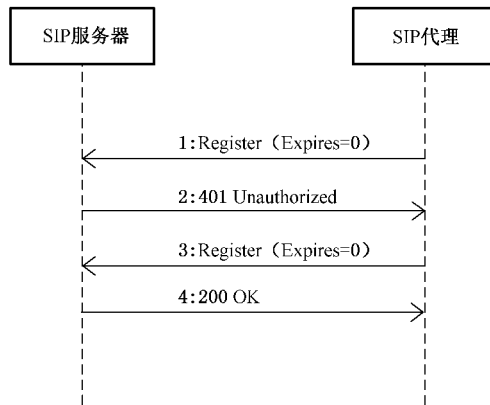 SIP服务器
SIP代理
1:Register（Expires=0）
2:401 Unauthorized
3:Register（Expires=0）
4:200 OK